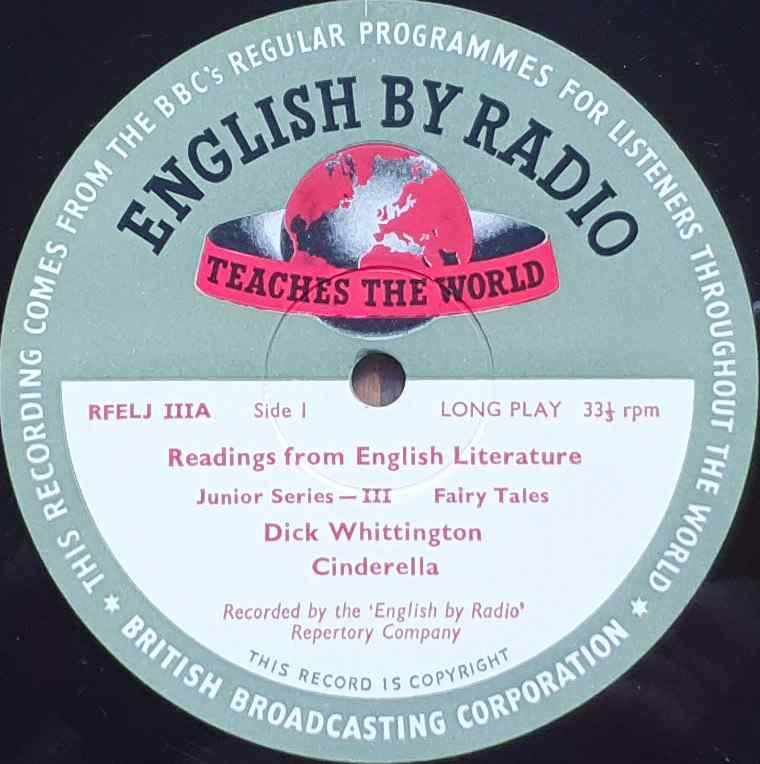 THIS RECORDING COMES FROM THE BBC's REGULAR PROGRAMMES FOR LISTENERS THROUGHOUT THE WORLD
ENGLISH BY RADIO
TEACHES THE WORLD
RFELJ IIIA Side 1 LONG PLAY 33⅓ rpm
Readings from English Literature
Junior Series — III Fairy Tales
Dick Whittington
Cinderella
Recorded by the ‘English by Radio’
Repertory Company
THIS RECORD IS COPYRIGHT
★ BRITISH BROADCASTING CORPORATION ★